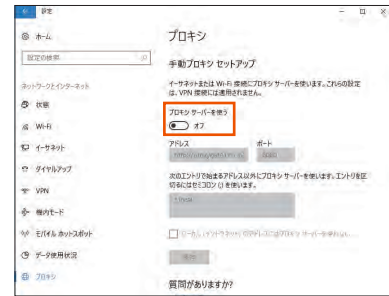 設定
プロキシ
ホーム
設定の検索
手動プロキシ セットアップ
ネットワークとインターネット
イーサネットまたは Wi-Fi 接続にプロキシ サーバーを使います。これらの設定
は、VPN 接続には適用されません。
状態
プロキシ サーバーを使う
オフ
Wi-Fi
イーサネット
アドレス
ポート
ダイヤルアップ
次のエントリで始まるアドレス以外にプロキシ サーバーを使います。エントリを区
切るにはセミコロン (;) を使います。
VPN
機内モード
モバイル ホットスポット
データ使用状況
プロキシ
質問がありますか?